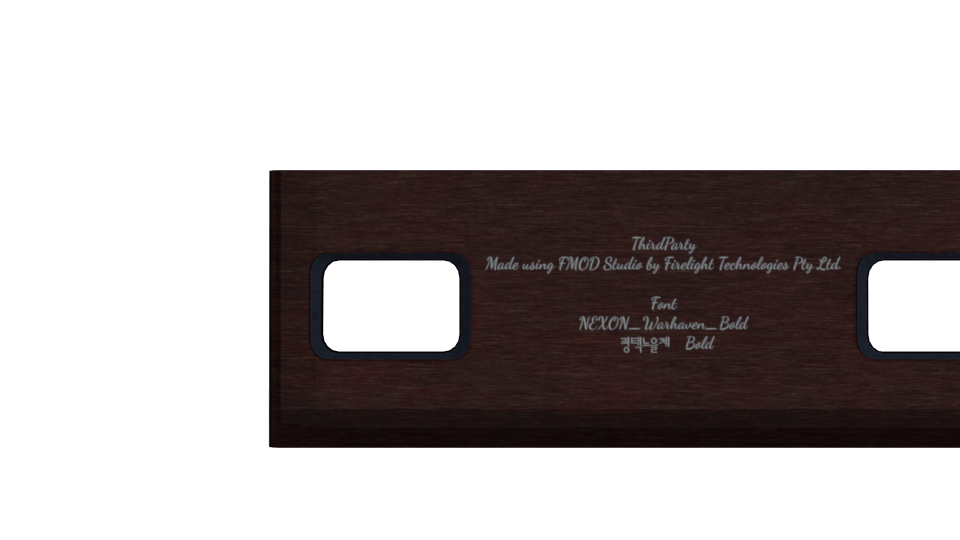 ThirdParty
Made using FMOD Studio by Firelight Technologies Pty Ltd.
Font
NEXON_Warhaven_Bold
평택노을체 Bold